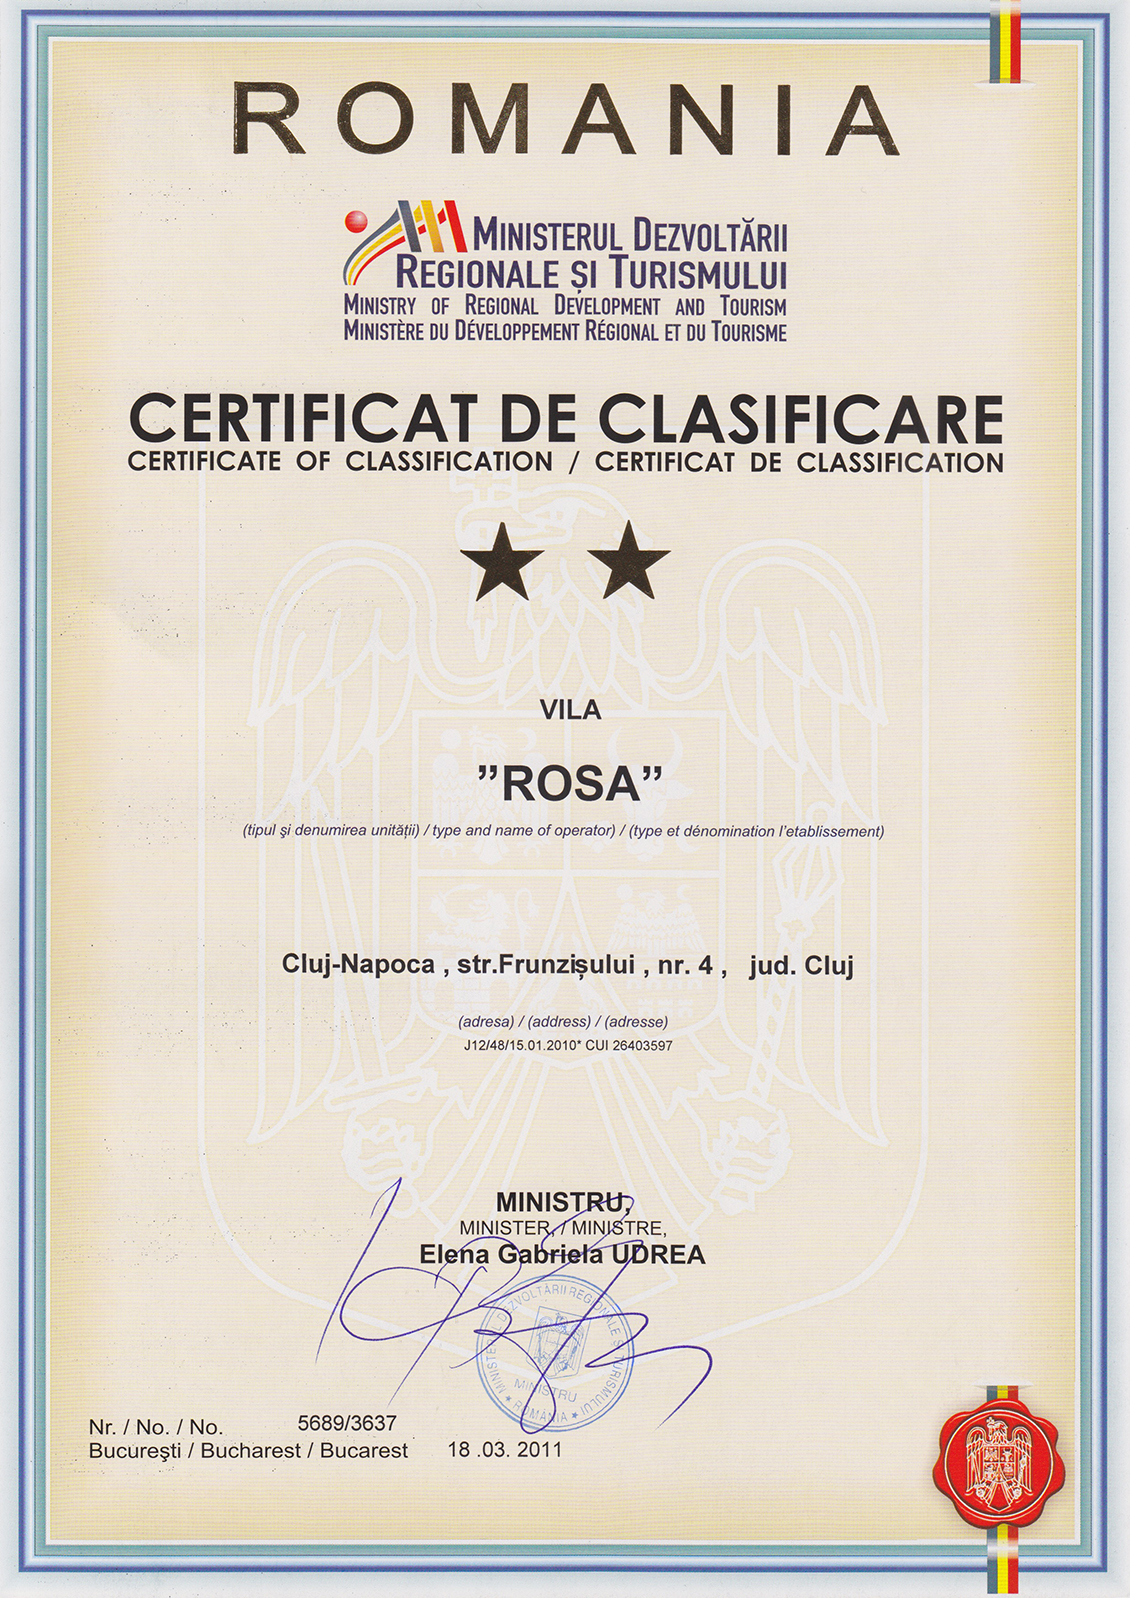 ROMANIA
MINISTERUL DEZVOLTĂRII
REGIONALE ȘI TURISMULUI
MINISTRY OF REGIONAL DEVELOPMENT AND TOURISM
MINISTÈRE DU DÉVELOPPEMENT RÉGIONAL ET DU TOURISME
CERTIFICAT DE CLASIFICARE
CERTIFICATE OF CLASSIFICATION / CERTIFICAT DE CLASSIFICATION
VILA
”ROSA”
(tipul şi denumirea unității) / type and name of operator) / (type et dénomination l'etablissement)
Cluj-Napoca , str.Frunzișului , nr. 4 , jud. Cluj
(adresa) / (address) / (adresse)
J12/48/15.01.2010* CUI 26403597
MINISTRU,
MINISTER, / MINISTRE,
Elena Gabriela UDREA
MINISTERUL DEZVOLTĂRII REGIONALE ȘI TURISMULUI
MINISTRU
★ ROMÂNIA ★
Nr. / No. / No. 5689/3637
Bucureşti / Bucharest / Bucarest 18 .03. 2011